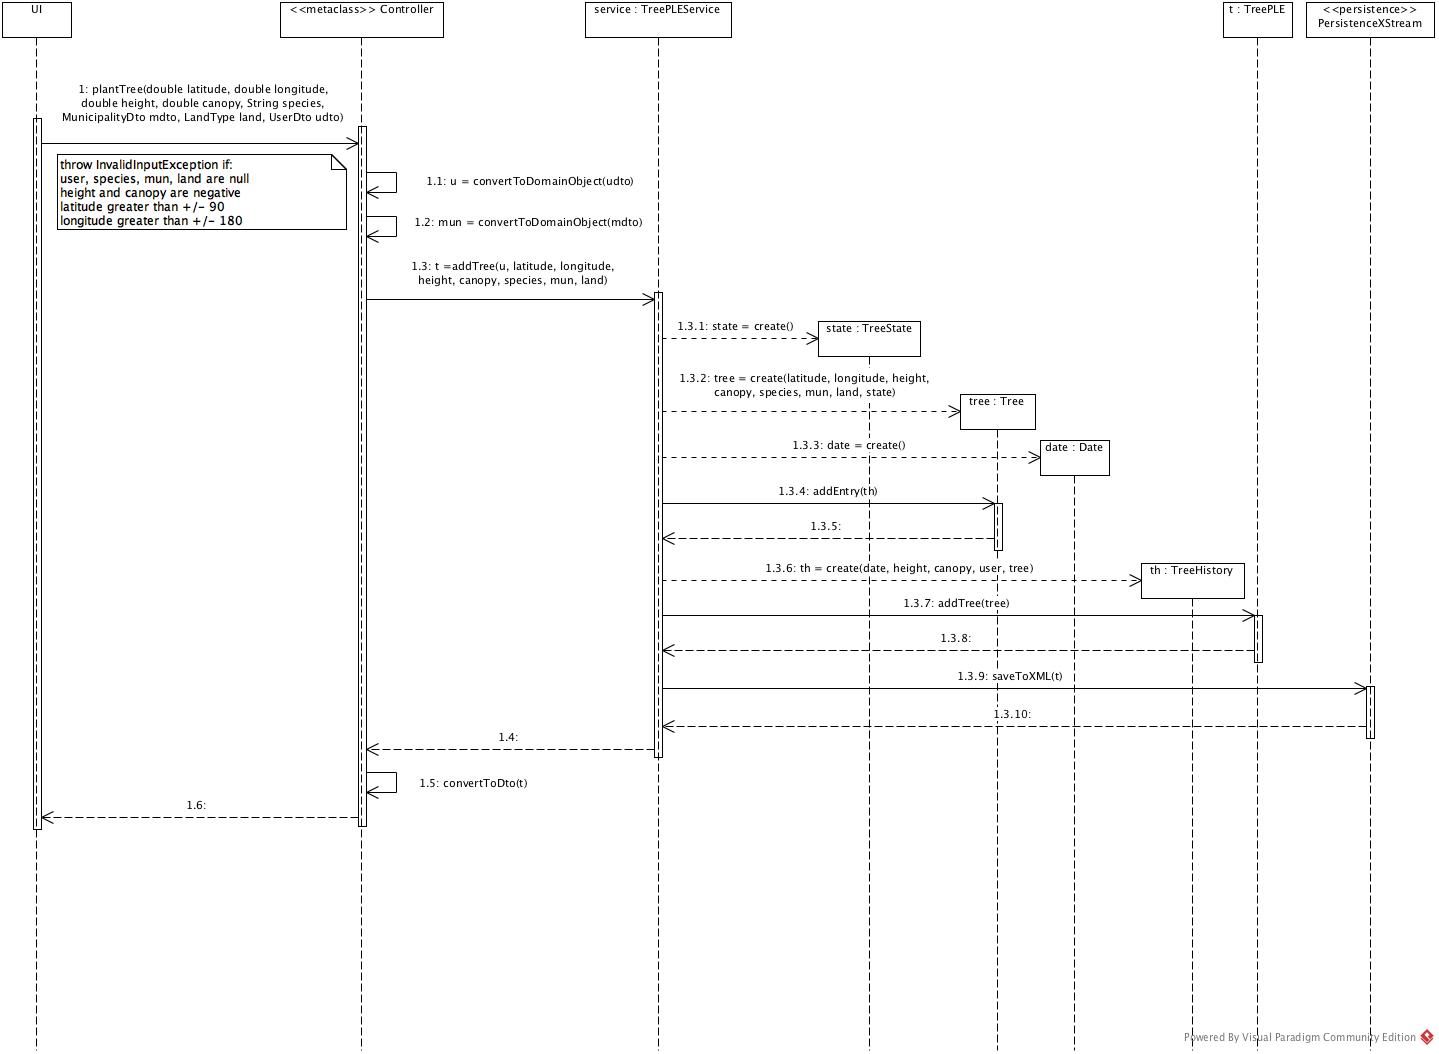 UI
<<metaclass>> Controller
service : TreePLEService
t : TreePLE
<<persistence>>
PersistenceXStream
1: plantTree(double latitude, double longitude,
double height, double canopy, String species,
MunicipalityDto mdto, LandType land, UserDto udto)
throw InvalidInputException if:
user, species, mun, land are null
height and canopy are negative
latitude greater than +/- 90
longitude greater than +/- 180
1.1: u = convertToDomainObject(udto)
1.2: mun = convertToDomainObject(mdto)
1.3: t =addTree(u, latitude, longitude,
height, canopy, species, mun, land)
1.3.1: state = create()
state : TreeState
1.3.2: tree = create(latitude, longitude, height,
canopy, species, mun, land, state)
tree : Tree
1.3.3: date = create()
date : Date
1.3.4: addEntry(th)
1.3.5:
1.3.6: th = create(date, height, canopy, user, tree)
th : TreeHistory
1.3.7: addTree(tree)
1.3.8:
1.3.9: saveToXML(t)
1.3.10:
1.4:
1.5: convertToDto(t)
1.6:
Powered By Visual Paradigm Community Edition